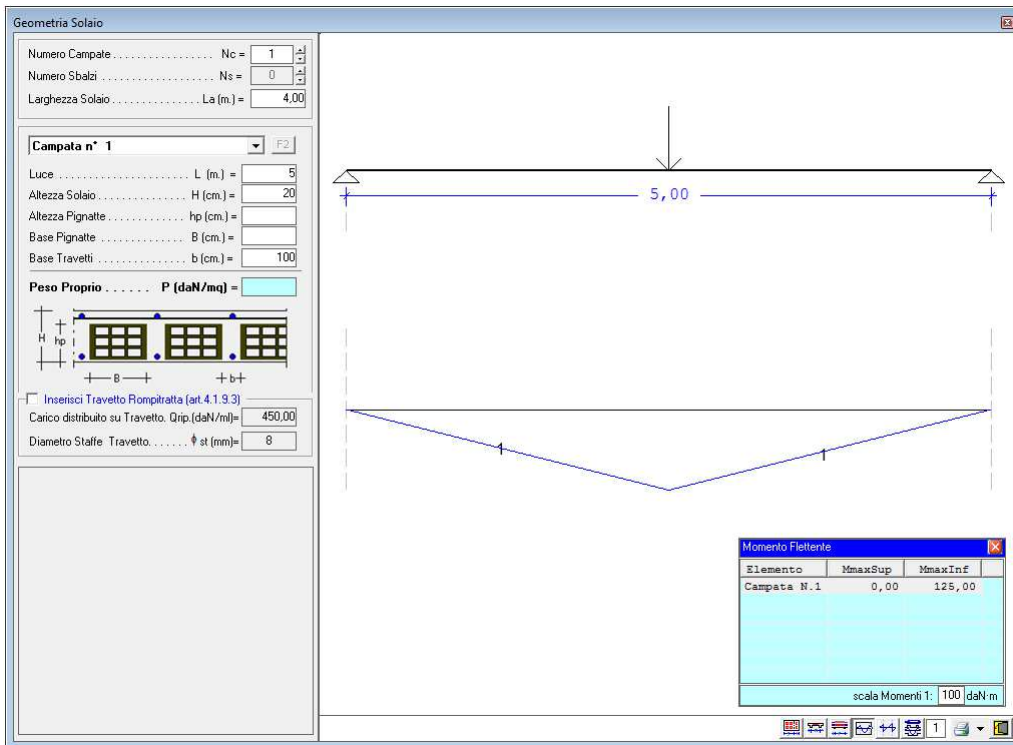 Geometria Solaio
Numero Campate . . . . . . . . . . . . . . . . . Nc = 1
Numero Sbalzi . . . . . . . . . . . . . . . . . . . Ns = 0
Larghezza Solaio . . . . . . . . . . . . . . La (m.) = 4,00
Campata n° 1 F2
Luce . . . . . . . . . . . . . . . . . . . . . . L (m.) = 5
Altezza Solaio . . . . . . . . . . . . . H (cm.) = 20
Altezza Pignatte . . . . . . . . . . . . hp (cm.) =
Base Pignatte . . . . . . . . . . . . . . B (cm.) =
Base Travetti . . . . . . . . . . . . . . . b (cm.) = 100
Peso Proprio . . . . . . P (daN/mq) =
H hp
B b
Inserisci Travetto Rompitratta (art.4.1.9.3)
Carico distribuito su Travetto. Qrip.(daN/ml)= 450,00
Diametro Staffe Travetto. . . . . . . ϕ st (mm)= 8
5,00
1 1
Momento Flettente
Elemento MmaxSup MmaxInf
Campata N.1 0,00 125,00
scala Momenti 1: 100 daN·m
1